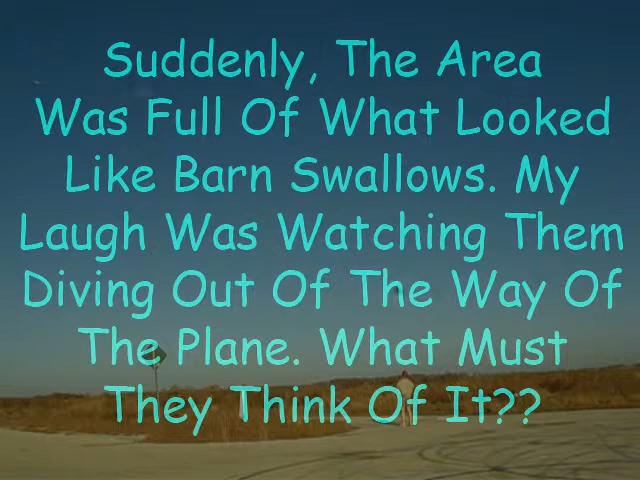 Suddenly, The Area
Was Full Of What Looked
Like Barn Swallows. My
Laugh Was Watching Them
Diving Out Of The Way Of
The Plane. What Must
They Think Of It??